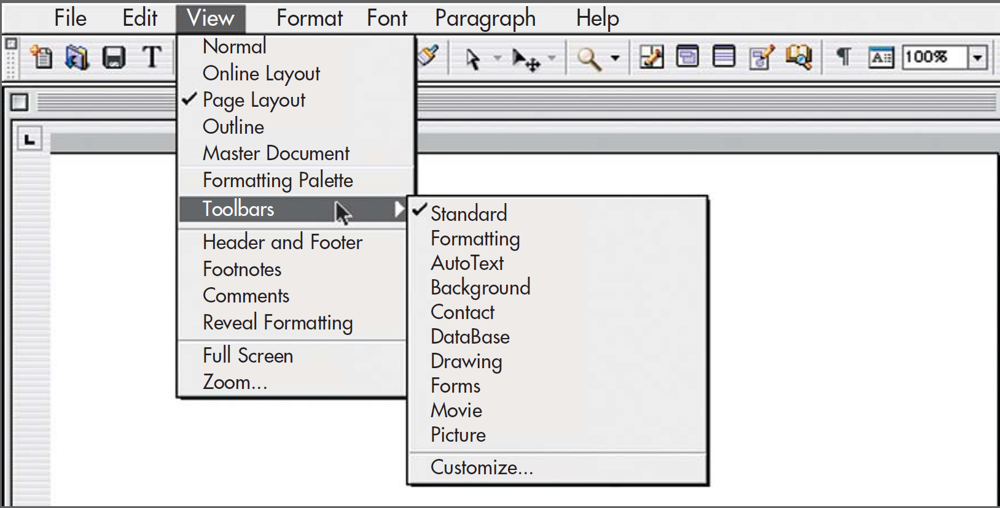 File Edit View Format Font Paragraph Help
T ¶ A 100%
Normal
Online Layout
✓ Page Layout
Outline
Master Document
Formatting Palette
Toolbars
Header and Footer
Footnotes
Comments
Reveal Formatting
Full Screen
Zoom...
✓ Standard
Formatting
AutoText
Background
Contact
DataBase
Drawing
Forms
Movie
Picture
Customize...